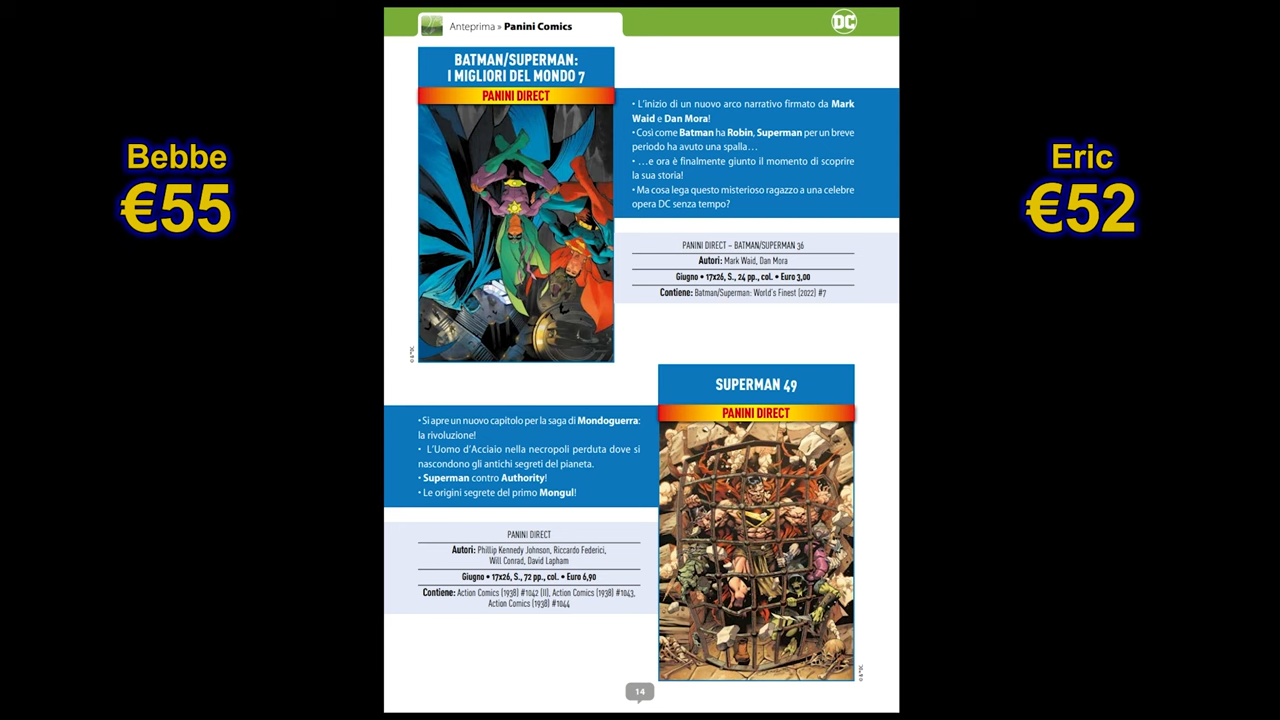 Anteprima » Panini Comics
DC
BATMAN/SUPERMAN:
I MIGLIORI DEL MONDO 7
PANINI DIRECT
• L'inizio di un nuovo arco narrativo firmato da Mark
Waid e Dan Mora!
• Così come Batman ha Robin, Superman per un breve
periodo ha avuto una spalla…
• …e ora è finalmente giunto il momento di scoprire
la sua storia!
• Ma cosa lega questo misterioso ragazzo a una celebre
opera DC senza tempo?
PANINI DIRECT – BATMAN/SUPERMAN 36
Autori: Mark Waid, Dan Mora
Giugno • 17x26, S., 24 pp., col. • Euro 3,00
Contiene: Batman/Superman: World's Finest (2022) #7
© & ™ DC
Bebbe
€55
Eric
€52
SUPERMAN 49
PANINI DIRECT
• Si apre un nuovo capitolo per la saga di Mondoguerra:
la rivoluzione!
• L'Uomo d'Acciaio nella necropoli perduta dove si
nascondono gli antichi segreti del pianeta.
• Superman contro Authority!
• Le origini segrete del primo Mongul!
PANINI DIRECT
Autori: Phillip Kennedy Johnson, Riccardo Federici,
Will Conrad, David Lapham
Giugno • 17x26, S., 72 pp., col. • Euro 6,90
Contiene: Action Comics (1938) #1042 (II), Action Comics (1938) #1043,
Action Comics (1938) #1044
© & ™ DC
14